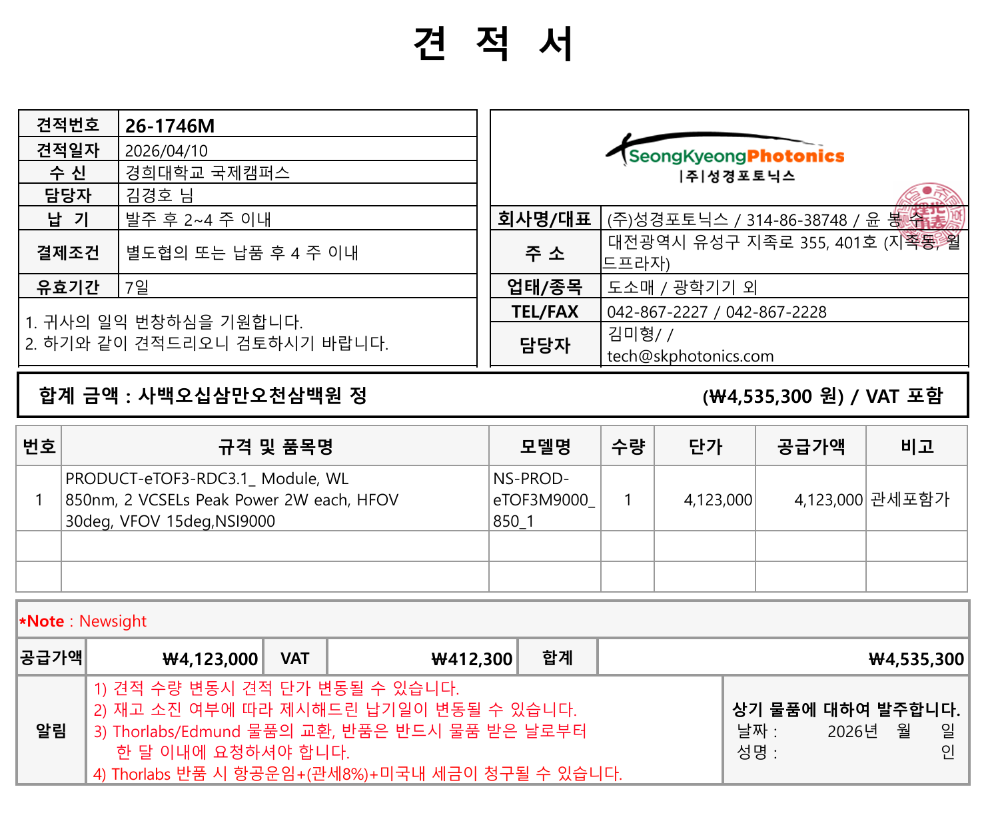 견 적 서
견적번호 26-1746M
견적일자 2026/04/10
수 신 경희대학교 국제캠퍼스
담당자 김경호 님
납 기 발주 후 2~4 주 이내
결제조건 별도협의 또는 납품 후 4 주 이내
유효기간 7일
1. 귀사의 일익 번창하심을 기원합니다.
2. 하기와 같이 견적드리오니 검토하시기 바랍니다.
SeongKyeongPhotonics
|주|성경포토닉스
회사명/대표 (주)성경포토닉스 / 314-86-38748 / 윤 봉 수
주 소 대전광역시 유성구 지족로 355, 401호 (지족동, 월
드프라자)
업태/종목 도소매 / 광학기기 외
TEL/FAX 042-867-2227 / 042-867-2228
담당자 김미형/ /
tech@skphotonics.com
합계 금액 : 사백오십삼만오천삼백원 정 (₩4,535,300 원) / VAT 포함
번호 규격 및 품목명 모델명 수량 단가 공급가액 비고
1 PRODUCT-eTOF3-RDC3.1_ Module, WL
850nm, 2 VCSELs Peak Power 2W each, HFOV
30deg, VFOV 15deg,NSI9000
NS-PROD-
eTOF3M9000_
850_1
1 4,123,000 4,123,000 관세포함가
*Note : Newsight
공급가액 ₩4,123,000 VAT ₩412,300 합계 ₩4,535,300
알림
1) 견적 수량 변동시 견적 단가 변동될 수 있습니다.
2) 재고 소진 여부에 따라 제시해드린 납기일이 변동될 수 있습니다.
3) Thorlabs/Edmund 물품의 교환, 반품은 반드시 물품 받은 날로부터
한 달 이내에 요청하셔야 합니다.
4) Thorlabs 반품 시 항공운임+(관세8%)+미국내 세금이 청구될 수 있습니다.
상기 물품에 대하여 발주합니다.
날짜 : 2026년 월 일
성명 : 인